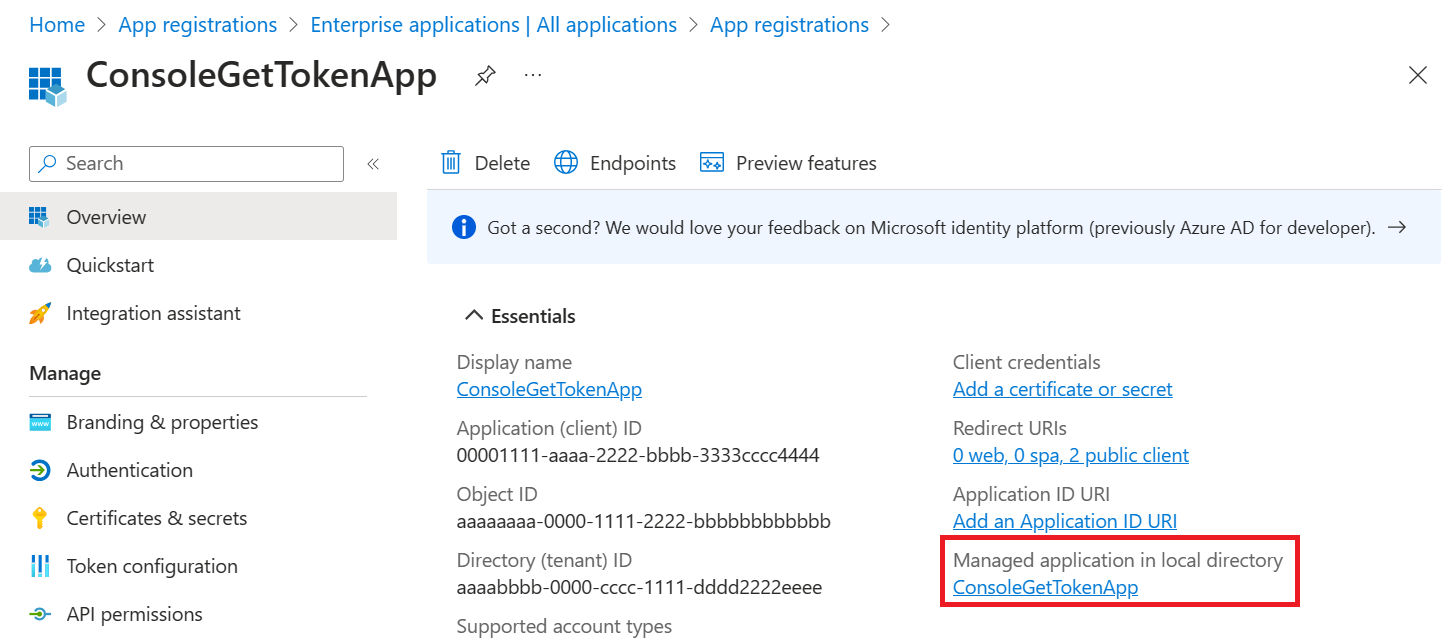 Home > App registrations > Enterprise applications | All applications > App registrations >
ConsoleGetTokenApp
Search
Overview
Quickstart
Integration assistant
Manage
Branding & properties
Authentication
Certificates & secrets
Token configuration
API permissions
Delete Endpoints Preview features
Got a second? We would love your feedback on Microsoft identity platform (previously Azure AD for developer).
Essentials
Display name
ConsoleGetTokenApp
Application (client) ID
00001111-aaaa-2222-bbbb-3333cccc4444
Object ID
aaaaaaaa-0000-1111-2222-bbbbbbbbbbbb
Directory (tenant) ID
aaaabbbb-0000-cccc-1111-dddd2222eeee
Supported account types
Client credentials
Add a certificate or secret
Redirect URIs
0 web, 0 spa, 2 public client
Application ID URI
Add an Application ID URI
Managed application in local directory
ConsoleGetTokenApp